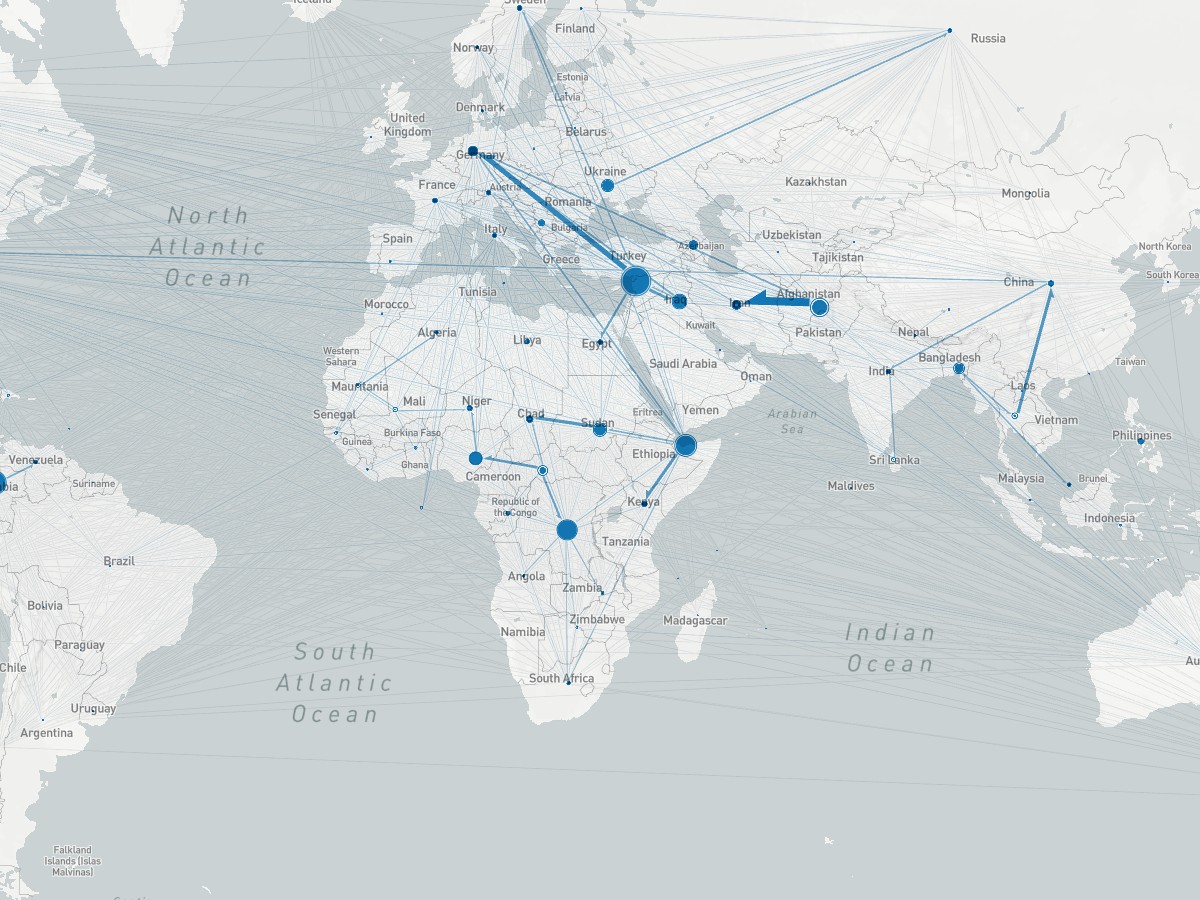 Iceland
Sweden
Finland
Norway
Russia
Estonia
Latvia
Denmark
United
Kingdom
Belarus
Germany
Ukraine
France
Austria
Kazakhstan
Mongolia
Romania
North
Atlantic
Ocean
Italy
Bulgaria
Spain
Uzbekistan
Azerbaijan
North Korea
Greece
Turkey
Tajikistan
South Korea
China
Tunisia
Afghanistan
Iraq
Iran
Morocco
Kuwait
Pakistan
Nepal
Algeria
Libya
Egypt
Western
Sahara
Bangladesh
Taiwan
Saudi Arabia
India
Oman
Mauritania
Laos
Mali
Niger
Senegal
Chad
Eritrea
Yemen
Arabian
Sea
Vietnam
Sudan
Burkina Faso
Guinea
Philippines
Ethiopia
Venezuela
Ghana
Sri Lanka
Cameroon
Malaysia
Brunei
bia
Suriname
Maldives
Republic of
the Congo
Kenya
Indonesia
Tanzania
Brazil
Angola
Zambia
Bolivia
Zimbabwe
Madagascar
Namibia
Indian
Ocean
Paraguay
South
Atlantic
Ocean
Chile
Au
South Africa
Uruguay
Argentina
Falkland
Islands (Islas
Malvinas)